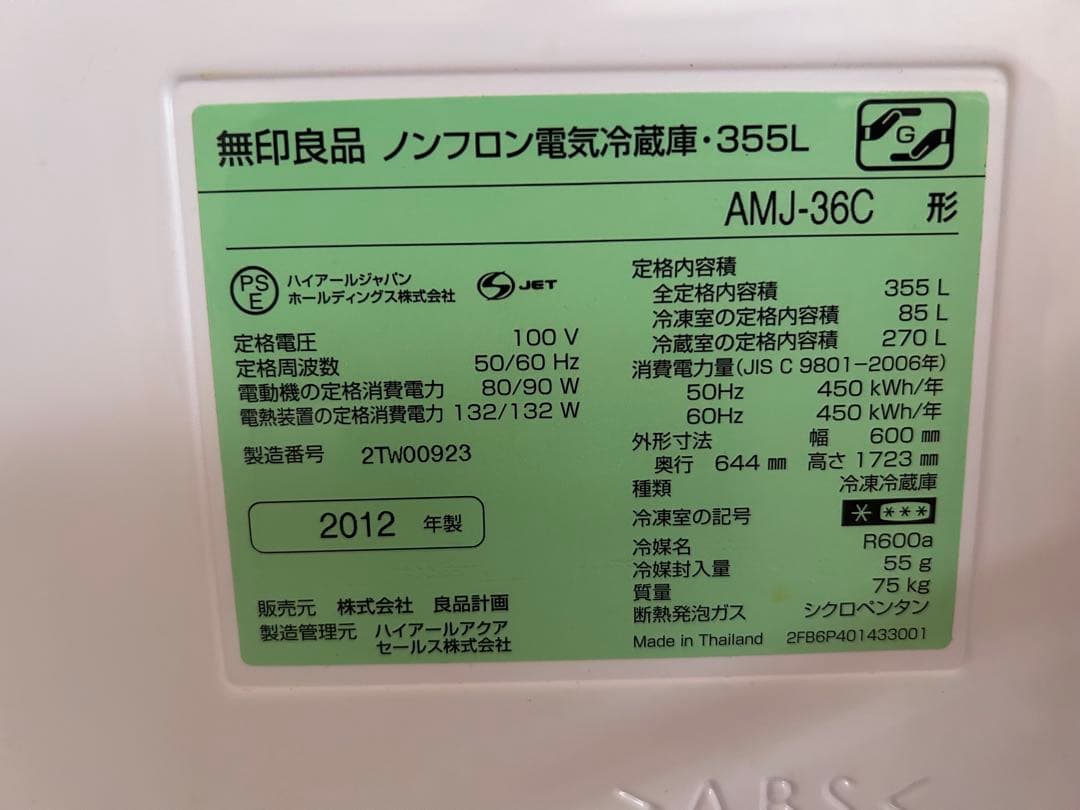 無印良品 ノンフロン電気冷蔵庫・355L
G
AMJ-36C 形
PS
E
ハイアールジャパン
ホールディングス株式会社
JET
定格電圧 100 V
定格周波数 50/60 Hz
電動機の定格消費電力 80/90 W
電熱装置の定格消費電力 132/132 W
製造番号 2TW00923
2012 年製
販売元 株式会社 良品計画
製造管理元 ハイアールアクア
セールス株式会社
定格内容積
全定格内容積 355 L
冷凍室の定格内容積 85 L
冷蔵室の定格内容積 270 L
消費電力量(JIS C 9801-2006年)
50Hz 450 kWh/年
60Hz 450 kWh/年
外形寸法 幅 600 mm
奥行 644 mm 高さ 1723 mm
種類 冷凍冷蔵庫
冷凍室の記号 * ***
冷媒名 R600a
冷媒封入量 55 g
質量 75 kg
断熱発泡ガス シクロペンタン
Made in Thailand 2FB6P401433001
>ABS<